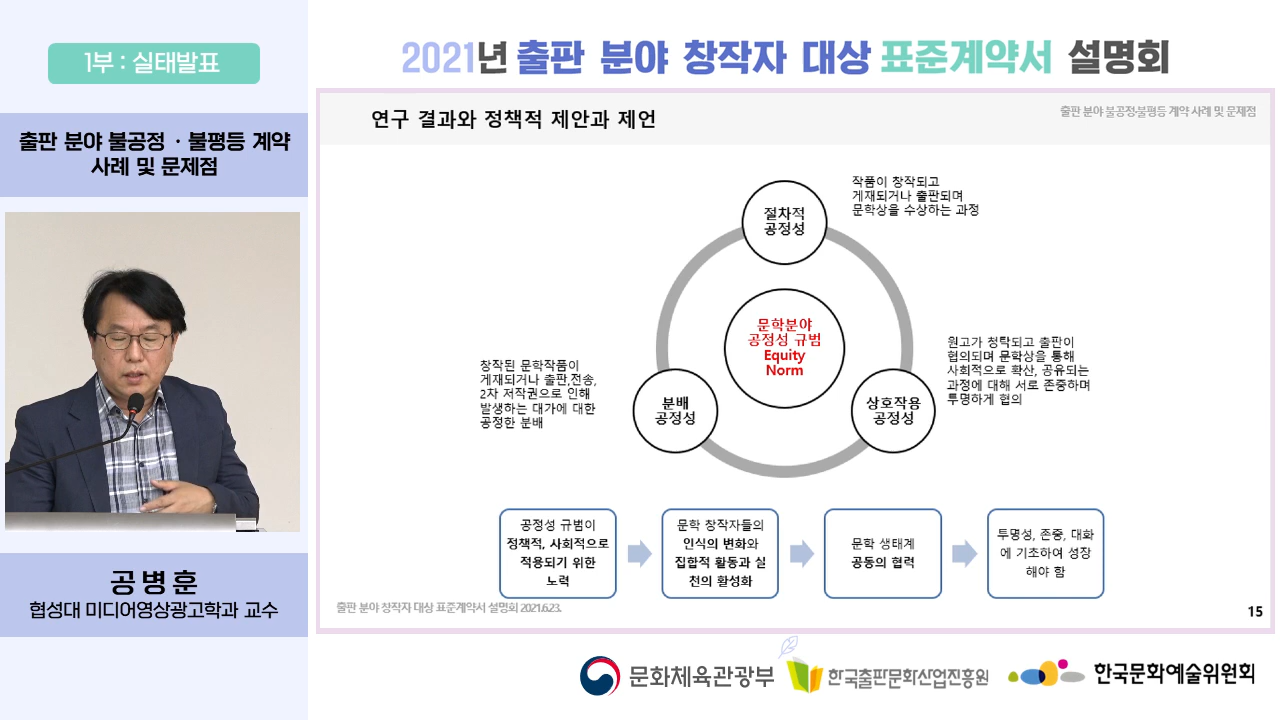 1부 : 실태발표
2021년 출판 분야 창작자 대상 표준계약서 설명회
출판 분야 불공정 · 불평등 계약
사례 및 문제점
공병훈
협성대 미디어영상광고학과 교수
연구 결과와 정책적 제안과 제언
출판 분야 불공정·불평등 계약 사례 및 문제점
절차적
공정성
작품이 창작되고
게재되거나 출판되며
문학상을 수상하는 과정
문학분야
공정성 규범
Equity
Norm
원고가 청탁되고 출판이
협의되며 문학상을 통해
사회적으로 확산, 공유되는
과정에 대해 서로 존중하며
투명하게 협의
창작된 문학작품이
게재되거나 출판,전송,
2차 저작권으로 인해
발생하는 대가에 대한
공정한 분배
분배
공정성
상호작용
공정성
공정성 규범이
정책적, 사회적으로
적용되기 위한
노력
문학 창작자들의
인식의 변화와
집합적 활동과 실
천의 활성화
문학 생태계
공동의 협력
투명성, 존중, 대화
에 기초하여 성장
해야 함
출판 분야 창작자 대상 표준계약서 설명회 2021.6.23.
15
문화체육관광부
한국출판문화산업진흥원
한국문화예술위원회